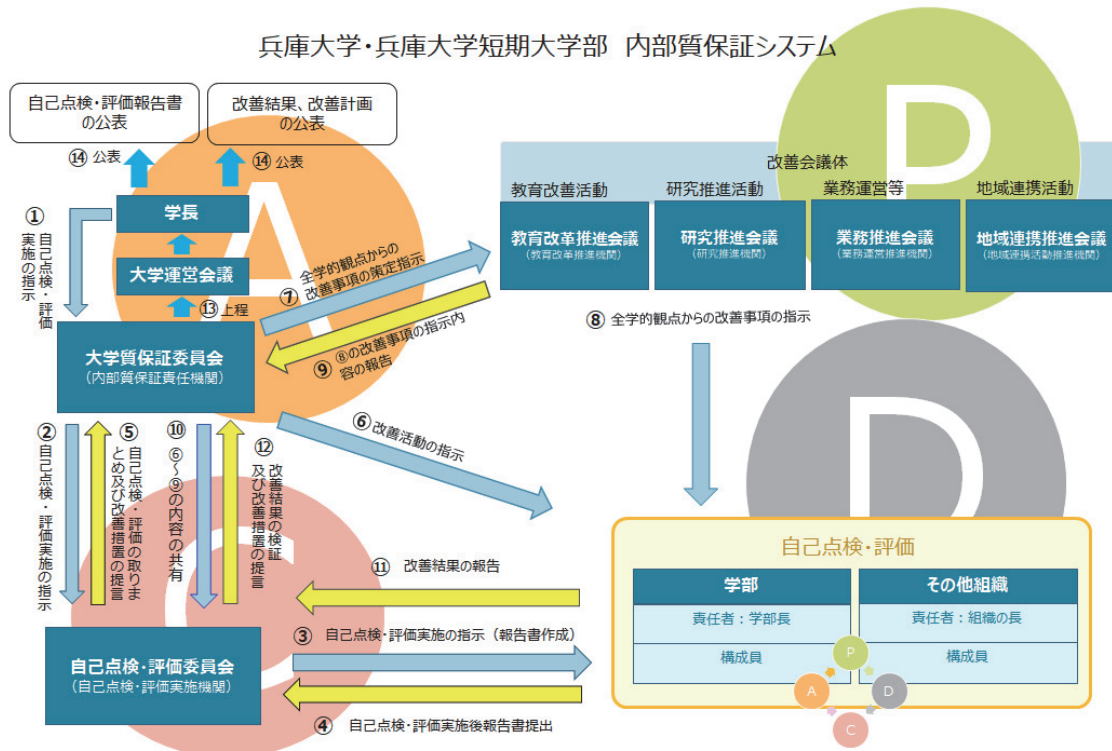 兵庫大学・兵庫大学短期大学部 内部質保証システム
自己点検・評価報告書
の公表
改善結果、改善計画
の公表
⑭ 公表
⑭ 公表
学長
大学運営会議
⑬ 上程
① 自己点検・評価
実施の指示
大学質保証委員会
(内部質保証責任機関)
A
P
改善会議体
教育改善活動
研究推進活動
業務運営等
地域連携活動
教育改革推進会議
(教育改革推進機関)
研究推進会議
(研究推進機関)
業務推進会議
(業務運営推進機関)
地域連携推進会議
(地域連携活動推進機関)
⑦ 全学的観点からの
改善事項の策定指示
⑨ ⑧の改善事項の指示内
容の報告
⑧ 全学的観点からの改善事項の指示
⑥ 改善活動の指示
② 自己点検・評価実施の指示
⑤ 自己点検・評価の取りま
とめ及び改善措置の提言
⑩ ⑥～⑨の内容の共有
⑫ 改善結果の検証
及び改善措置の提言
D
C
⑪ 改善結果の報告
③ 自己点検・評価実施の指示（報告書作成）
④ 自己点検・評価実施後報告書提出
自己点検・評価委員会
(自己点検・評価実施機関)
自己点検・評価
学部
その他組織
責任者：学部長
責任者：組織の長
構成員
構成員
P
A
D
C